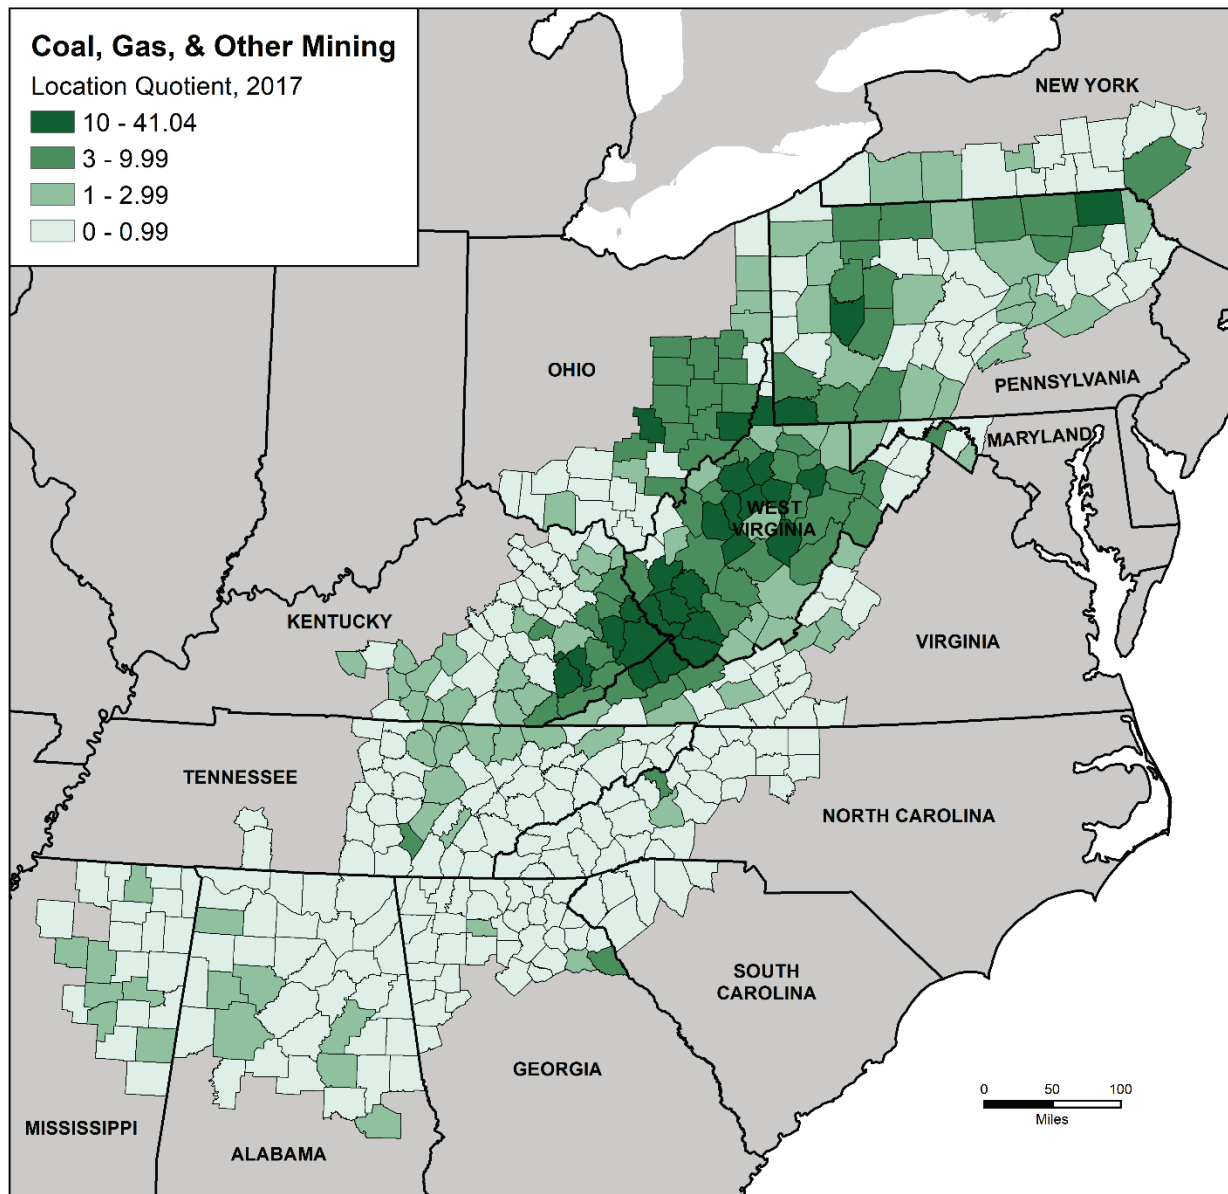 Coal, Gas, & Other Mining
Location Quotient, 2017
10 - 41.04
3 - 9.99
1 - 2.99
0 - 0.99
NEW YORK
OHIO
PENNSYLVANIA
MARYLAND
WEST
VIRGINIA
KENTUCKY
VIRGINIA
TENNESSEE
NORTH CAROLINA
SOUTH
CAROLINA
GEORGIA
MISSISSIPPI
ALABAMA
0 50 100
Miles